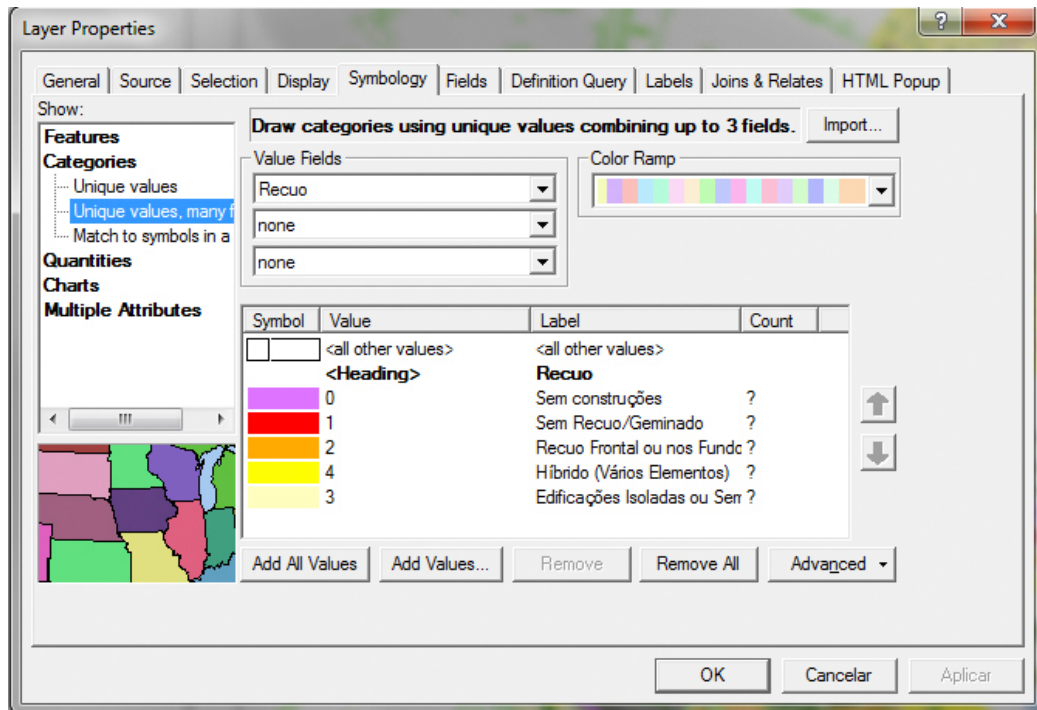 Layer Properties
General Source Selection Display Symbology Fields Definition Query Labels Joins & Relates HTML Popup
Show:
Features
Categories
Unique values
Unique values, many f
Match to symbols in a
Quantities
Charts
Multiple Attributes
Draw categories using unique values combining up to 3 fields.
Import...
Value Fields
Recuo
none
none
Color Ramp
Symbol Value Label Count
<all other values> <all other values>
<Heading> Recuo
0 Sem construções ?
1 Sem Recuo/Geminado ?
2 Recuo Frontal ou nos Fundc ?
4 Híbrido (Vários Elementos) ?
3 Edificações Isoladas ou Sem ?
Add All Values Add Values... Remove Remove All Advanced
OK Cancelar Aplicar